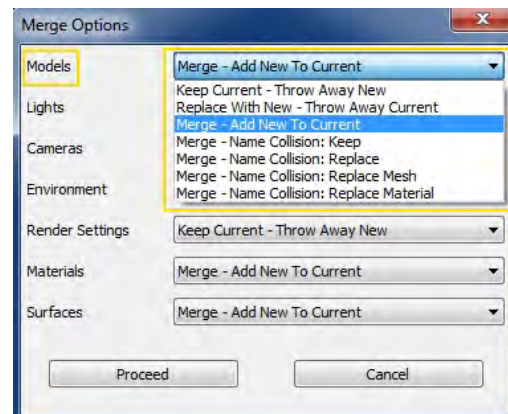 Merge Options
Models
Merge - Add New To Current
Keep Current - Throw Away New
Replace With New - Throw Away Current
Merge - Add New To Current
Merge - Name Collision: Keep
Merge - Name Collision: Replace
Merge - Name Collision: Replace Mesh
Merge - Name Collision: Replace Material
Lights
Cameras
Environment
Render Settings
Keep Current - Throw Away New
Materials
Merge - Add New To Current
Surfaces
Merge - Add New To Current
Proceed
Cancel